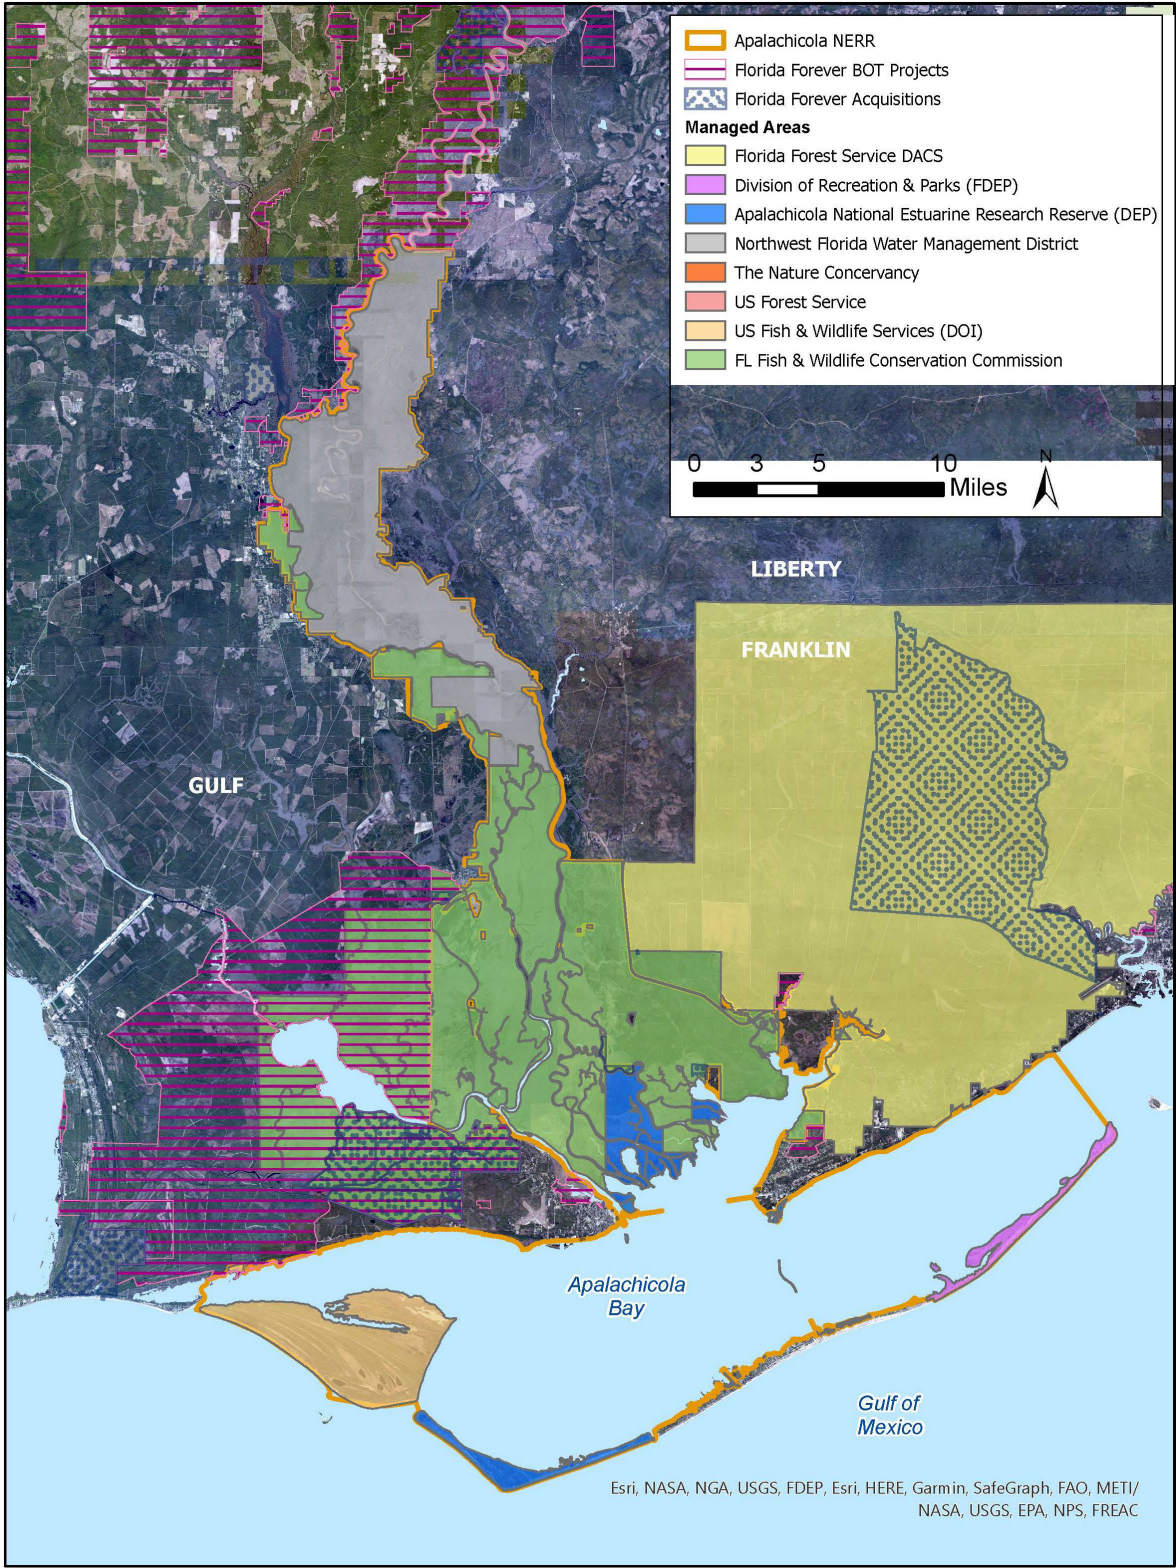 Apalachicola NERR
Florida Forever BOT Projects
Florida Forever Acquisitions
Managed Areas
Florida Forest Service DACS
Division of Recreation & Parks (FDEP)
Apalachicola National Estuarine Research Reserve (DEP)
Northwest Florida Water Management District
The Nature Concervancy
US Forest Service
US Fish & Wildlife Services (DOI)
FL Fish & Wildlife Conservation Commission
0 3 5 10
Miles
N
LIBERTY
FRANKLIN
GULF
Apalachicola
Bay
Gulf of
Mexico
Esri, NASA, NGA, USGS, FDEP, Esri, HERE, Garmin, SafeGraph, FAO, METI/
NASA, USGS, EPA, NPS, FREAC